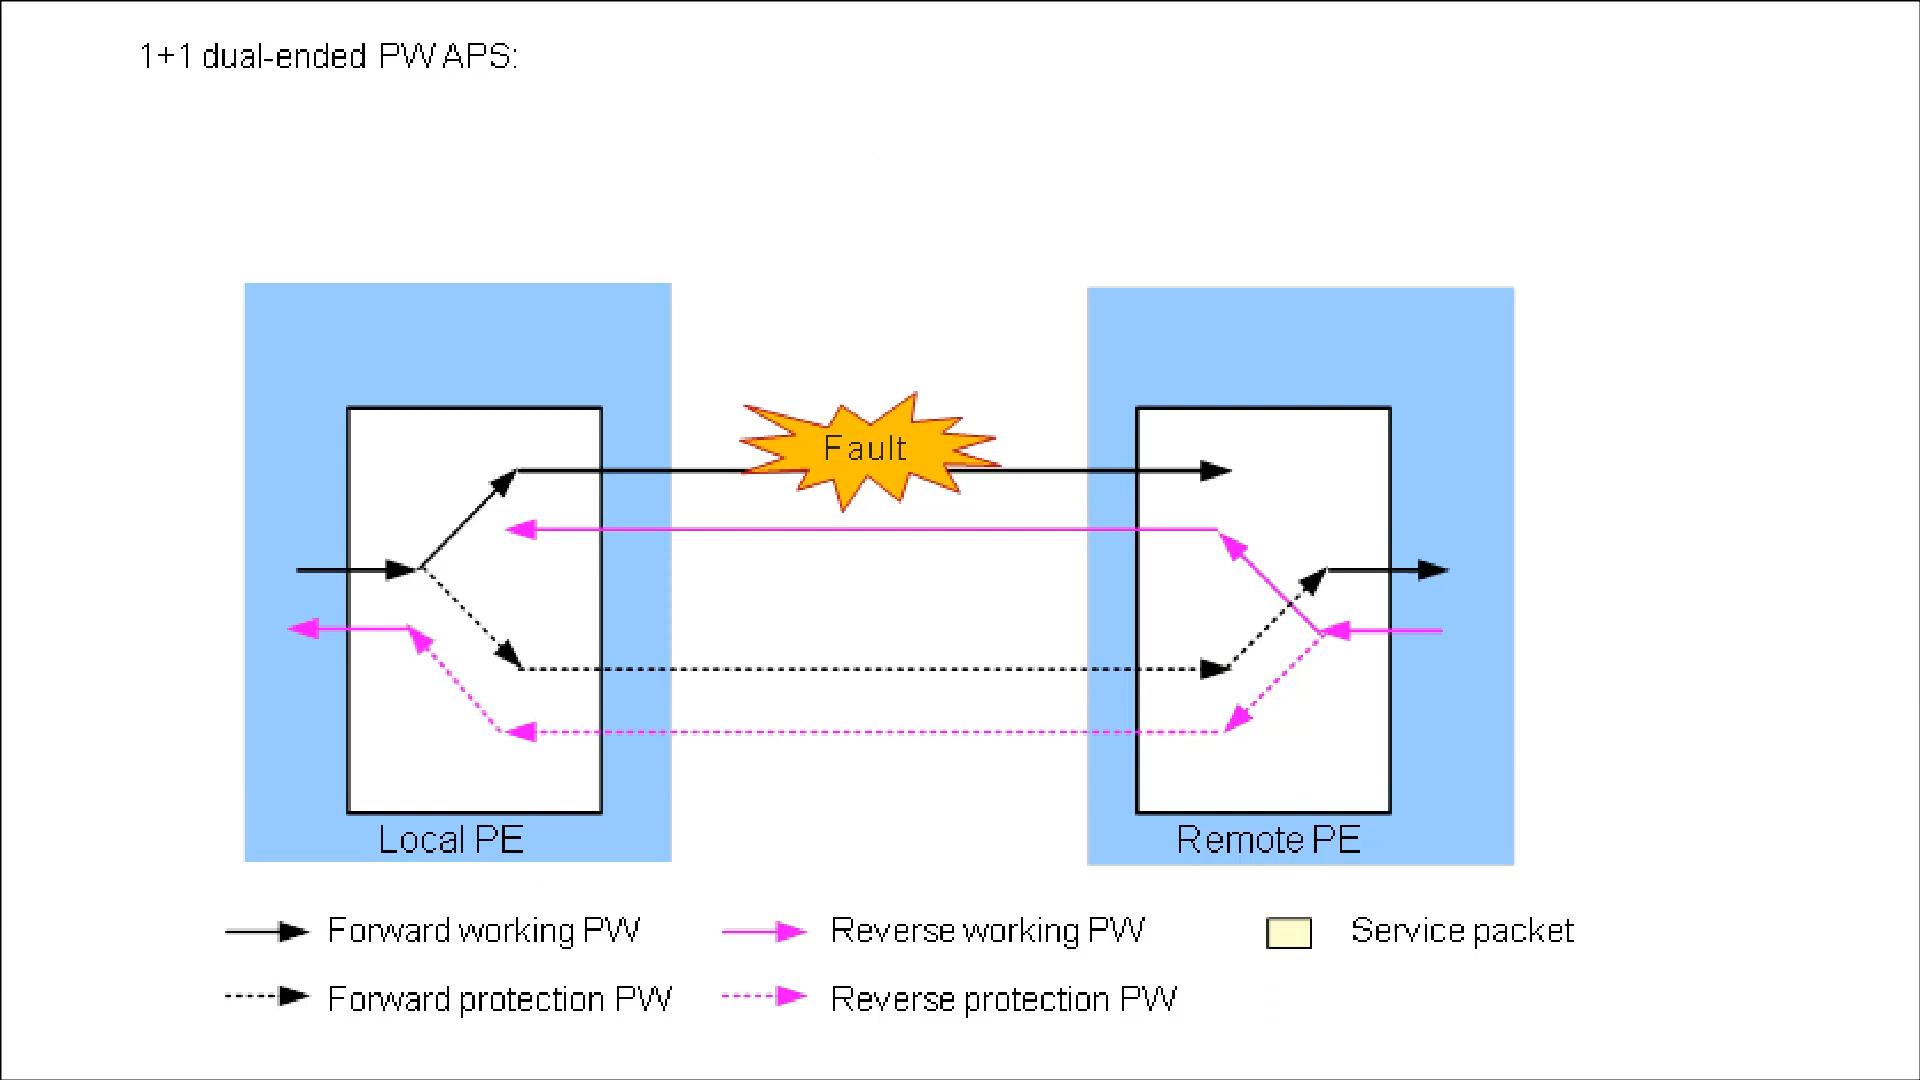 1+1 dual-ended PW APS:
Fault
Local PE
Remote PE
Forward working PW
Reverse working PW
Service packet
Forward protection PW
Reverse protection PW